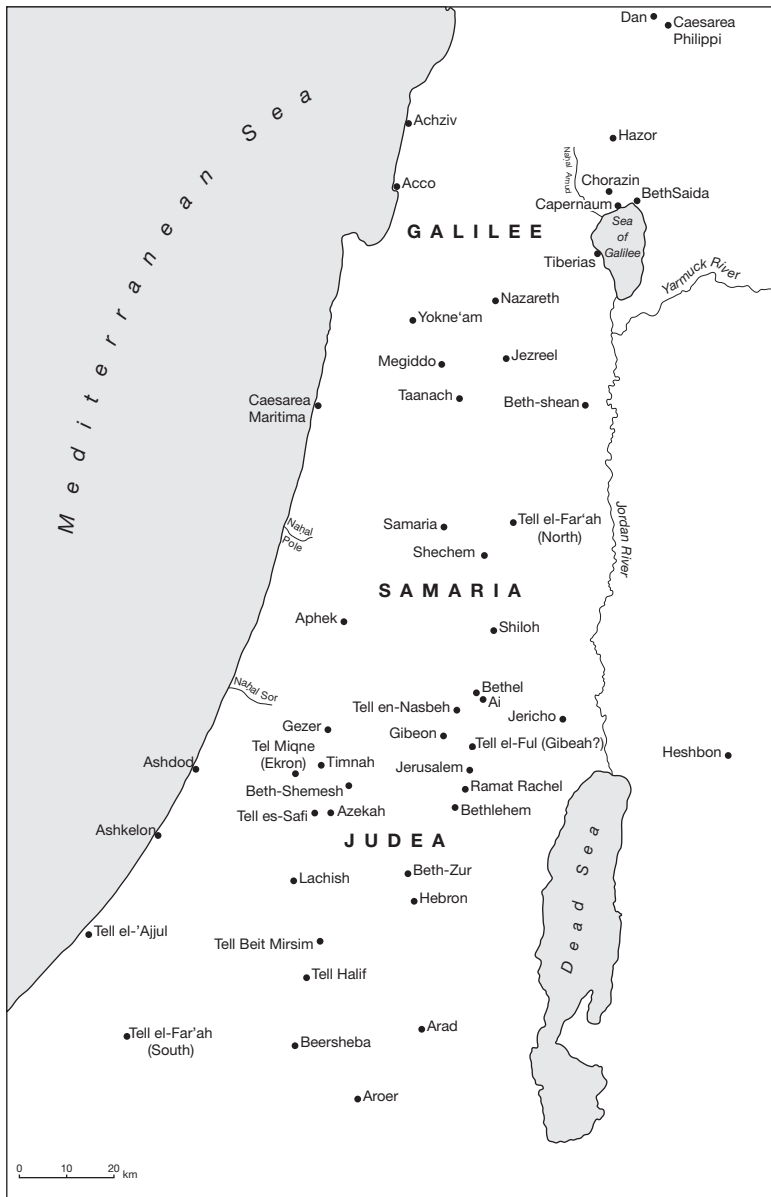 Dan
Caesarea
Philippi
Mediterranean Sea
Achziv
Hazor
Nahal Amud
Chorazin
BethSaida
Acco
Capernaum
GALILEE
Sea
of
Galilee
Tiberias
Yarmuck River
Nazareth
Yokne‘am
Megiddo
Jezreel
Taanach
Caesarea
Maritima
Beth-shean
Jordan River
Nahal
Pole
Samaria
Tell el-Far‘ah
(North)
Shechem
SAMARIA
Aphek
Shiloh
Nahal Sor
Bethel
Ai
Tell en-Nasbeh
Jericho
Gezer
Gibeon
Tell el-Ful (Gibeah?)
Tel Miqne
(Ekron)
Timnah
Heshbon
Ashdod
Jerusalem
Beth-Shemesh
Ramat Rachel
Tell es-Safi
Azekah
Bethlehem
Ashkelon
JUDEA
Dead Sea
Lachish
Beth-Zur
Hebron
Tell el-’Ajjul
Tell Beit Mirsim
Tell Halif
Tell el-Far’ah
(South)
Beersheba
Arad
Aroer
0 10 20 km